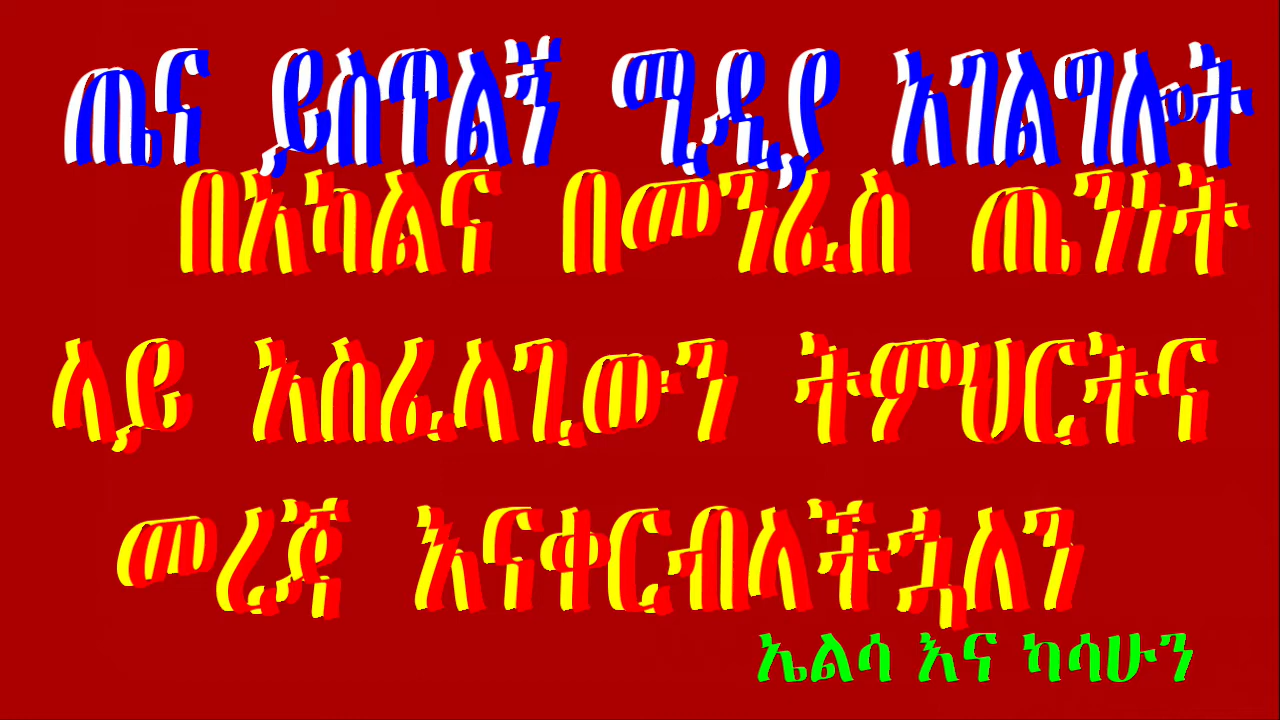 ጤና ይስጥልኝ ሚዲያ አገልግሎት
በአካልና በመንፈስ ጤንነት
ላይ አስፈላጊውን ትምህርትና
መረጃ እናቀርብላችኋለን
ኤልሳ እና ካሳሁን